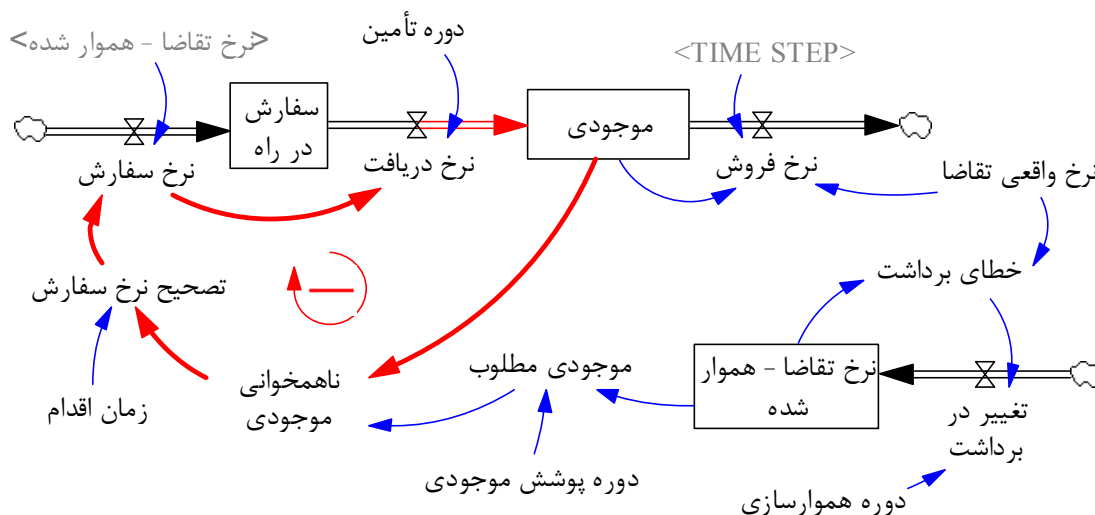 دوره تأمین
<نرخ تقاضا - هموار شده>
<TIME STEP>
سفارش
در راه
موجودی
نرخ سفارش
نرخ دریافت
نرخ فروش
نرخ واقعی تقاضا
خطای برداشت
تصحیح نرخ سفارش
موجودی مطلوب
نرخ تقاضا - هموار
شده
ناهمخوانی
موجودی
زمان اقدام
تغییر در
برداشت
دوره پوشش موجودی
دوره هموارسازی